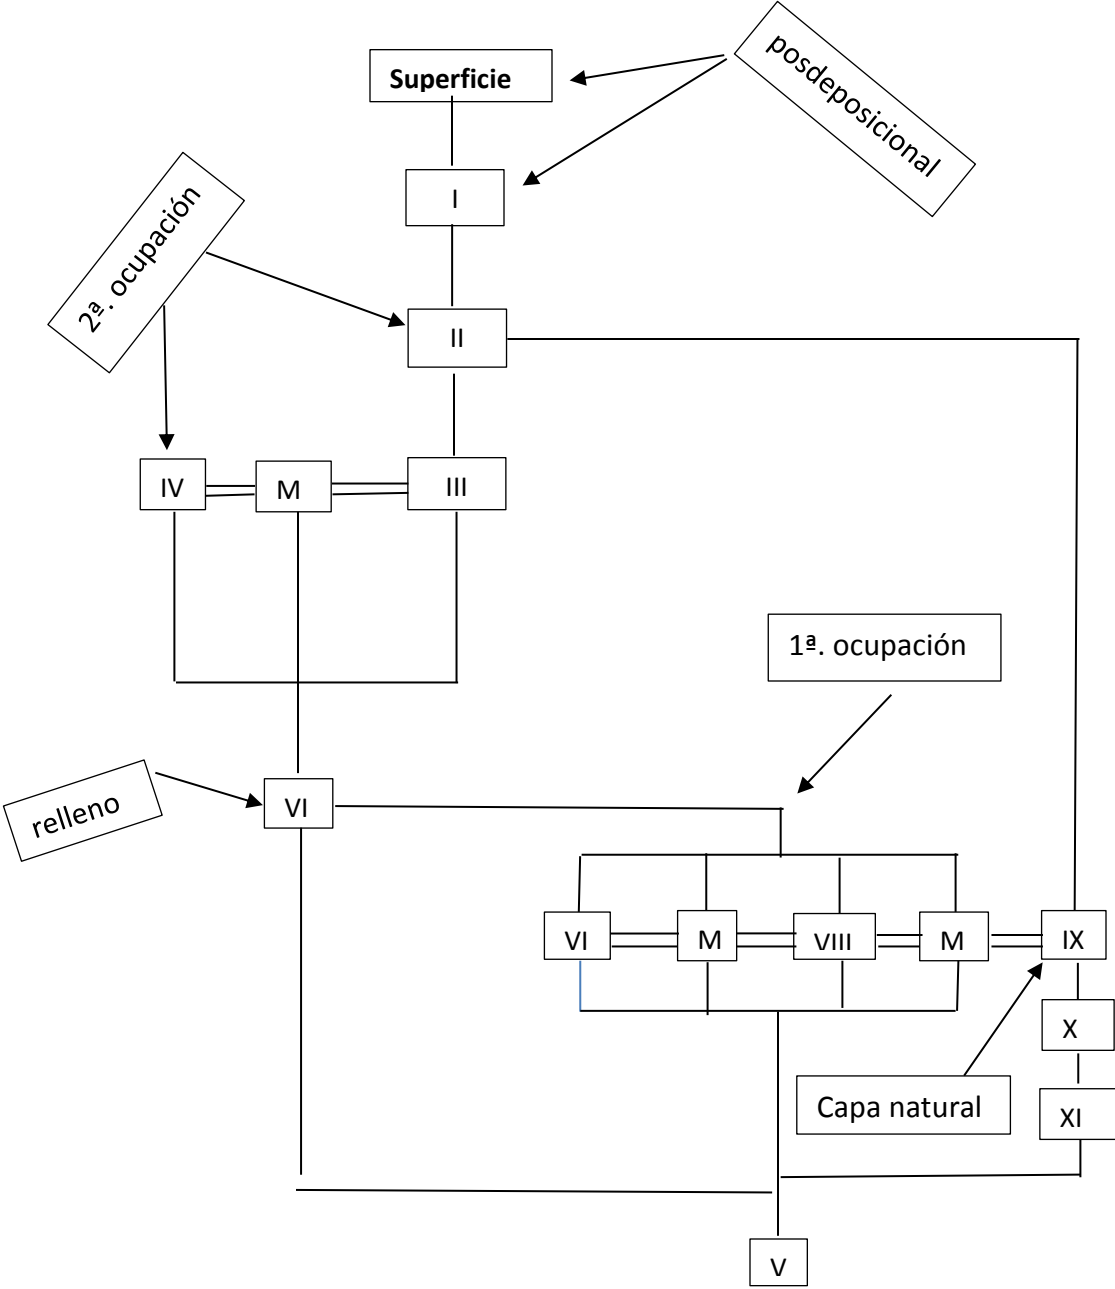 posdeposicional
Superficie
I
2ª. ocupación
II
IV
M
III
1ª. ocupación
relleno
VI
VI
M
VIII
M
IX
X
Capa natural
XI
V